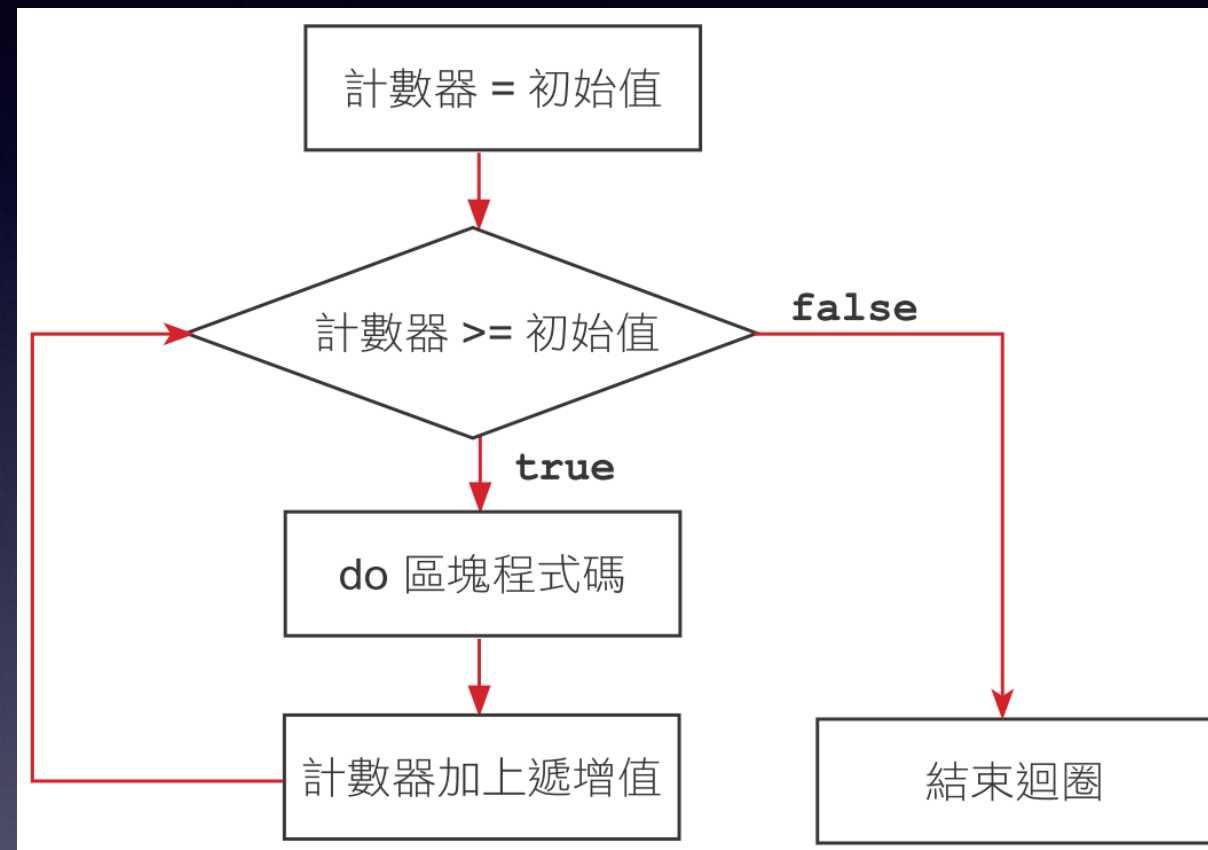 計數器 = 初始值
計數器 >= 初始值
false
true
do 區塊程式碼
計數器加上遞增值
結束迴圈